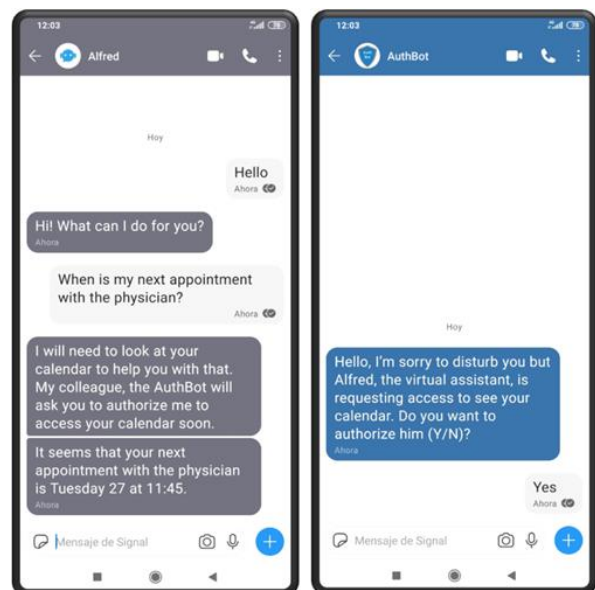 12:03
78
Alfred
Hoy
Hello
Ahora
Hi! What can I do for you?
Ahora
When is my next appointment
with the physician?
Ahora
I will need to look at your
calendar to help you with that.
My colleague, the AuthBot will
ask you to authorize me to
access your calendar soon.
It seems that your next
appointment with the physician
is Tuesday 27 at 11:45.
Ahora
Mensaje de Signal
12:03
78
AuthBot
Hoy
Hello, I'm sorry to disturb you but
Alfred, the virtual assistant, is
requesting access to see your
calendar. Do you want to
authorize him (Y/N)?
Ahora
Yes
Ahora
Mensaje de Signal